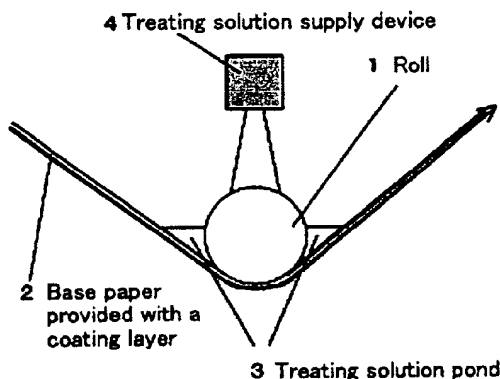 4 Treating solution supply device
1 Roll
2 Base paper
provided with a
coating layer
3 Treating solution pond